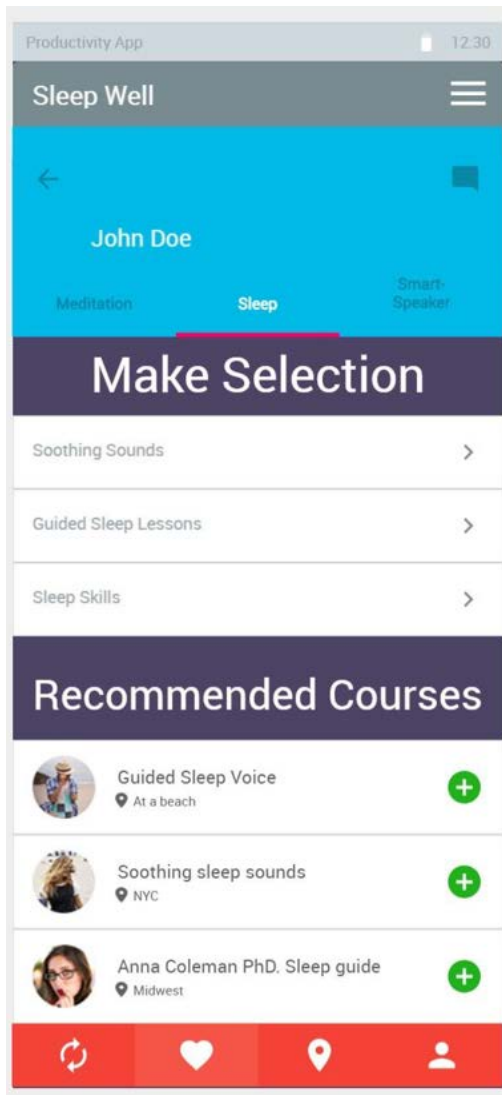 Productivity App 12:30
Sleep Well
John Doe
Meditation Sleep Smart-
Speaker
Make Selection
Soothing Sounds
Guided Sleep Lessons
Sleep Skills
Recommended Courses
Guided Sleep Voice
At a beach
Soothing sleep sounds
NYC
Anna Coleman PhD. Sleep guide
Midwest